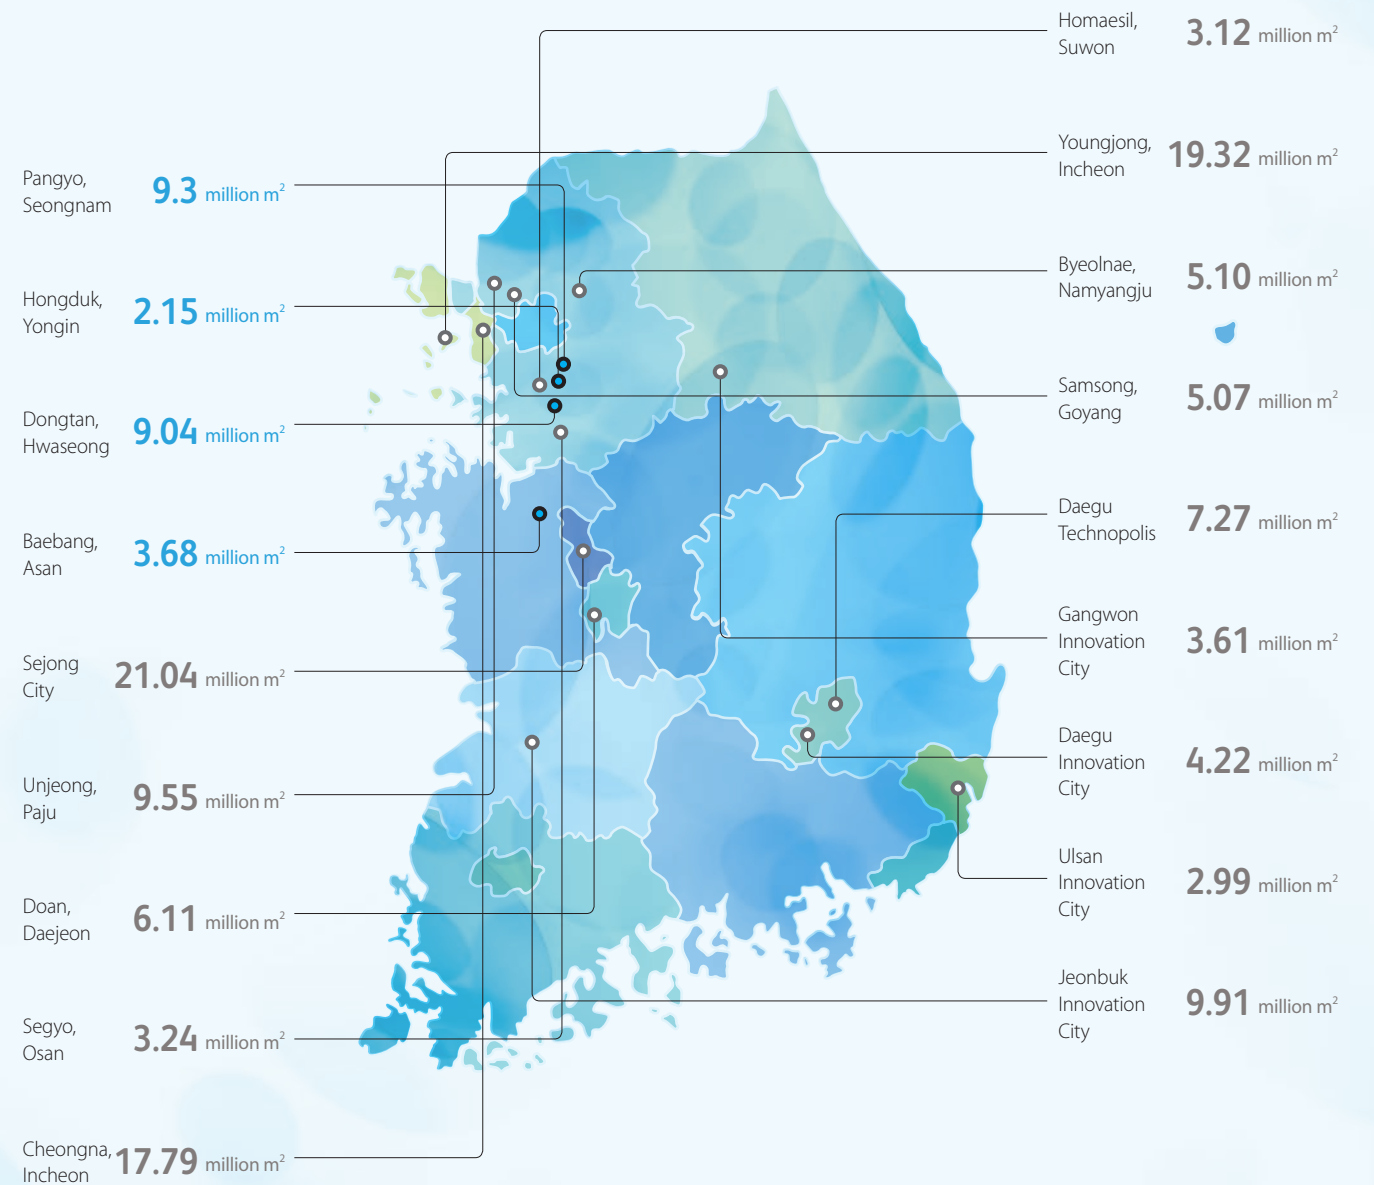 Pangyo,
Seongnam
9.3 million m²
Hongduk,
Yongin
2.15 million m²
Dongtan,
Hwaseong
9.04 million m²
Baebang,
Asan
3.68 million m²
Sejong
City
21.04 million m²
Unjeong,
Paju
9.55 million m²
Doan,
Daejeon
6.11 million m²
Segyo,
Osan
3.24 million m²
Cheongna,
Incheon
17.79 million m²
Homaesil,
Suwon
3.12 million m²
Youngjong,
Incheon
19.32 million m²
Byeolnae,
Namyangju
5.10 million m²
Samsong,
Goyang
5.07 million m²
Daegu
Technopolis
7.27 million m²
Gangwon
Innovation
City
3.61 million m²
Daegu
Innovation
City
4.22 million m²
Ulsan
Innovation
City
2.99 million m²
Jeonbuk
Innovation
City
9.91 million m²